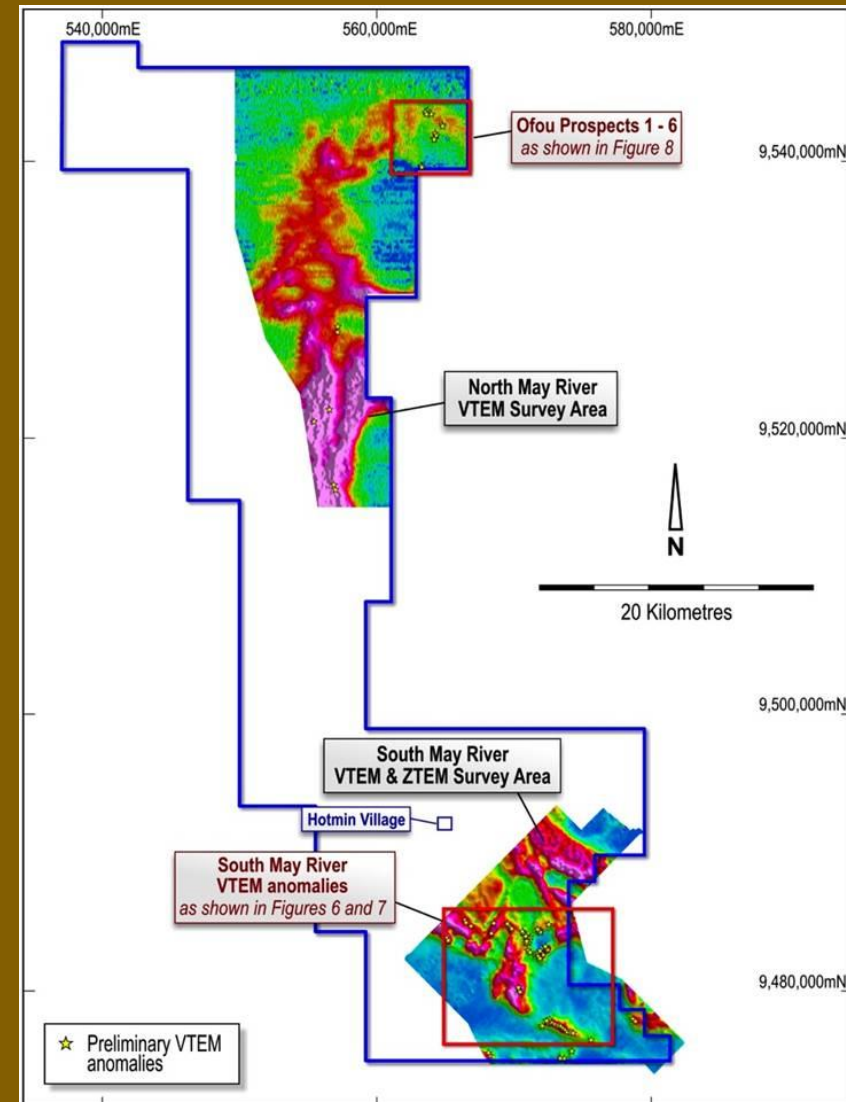 540,000mE
560,000mE
580,000mE
Ofou Prospects 1 - 6
as shown in Figure 8
9,540,000mN
North May River
VTEM Survey Area
9,520,000mN
N
20 Kilometres
9,500,000mN
South May River
VTEM & ZTEM Survey Area
Hotmin Village
South May River
VTEM anomalies
as shown in Figures 6 and 7
9,480,000mN
Preliminary VTEM
anomalies